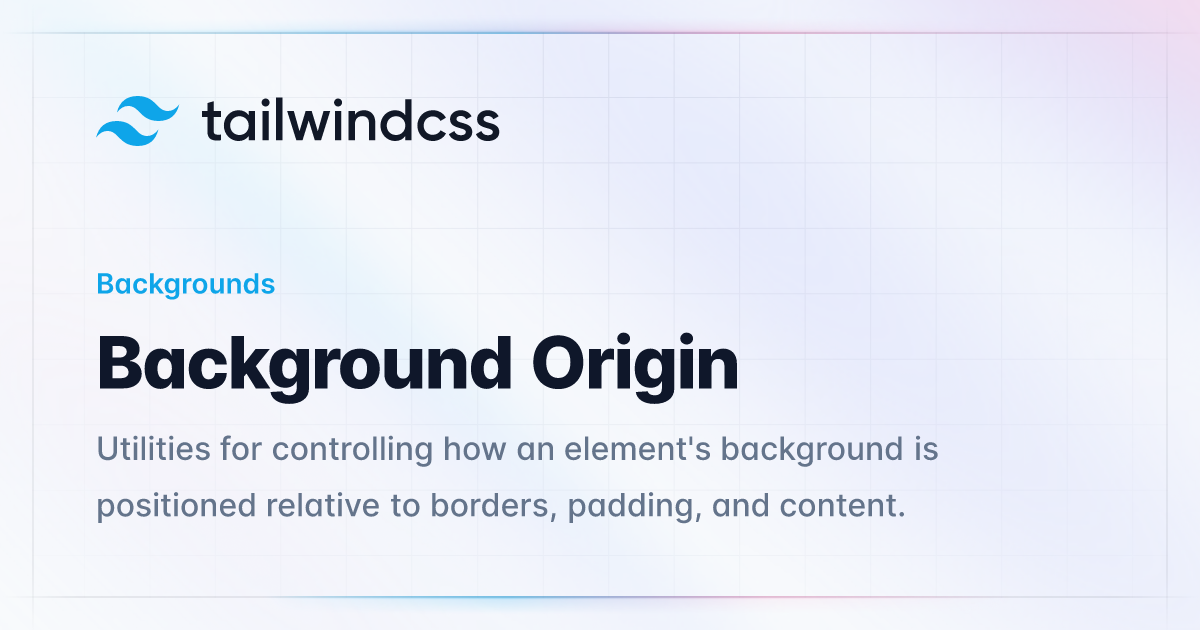 tailwindcss
Backgrounds
Background Origin
Utilities for controlling how an element's background is
positioned relative to borders, padding, and content.